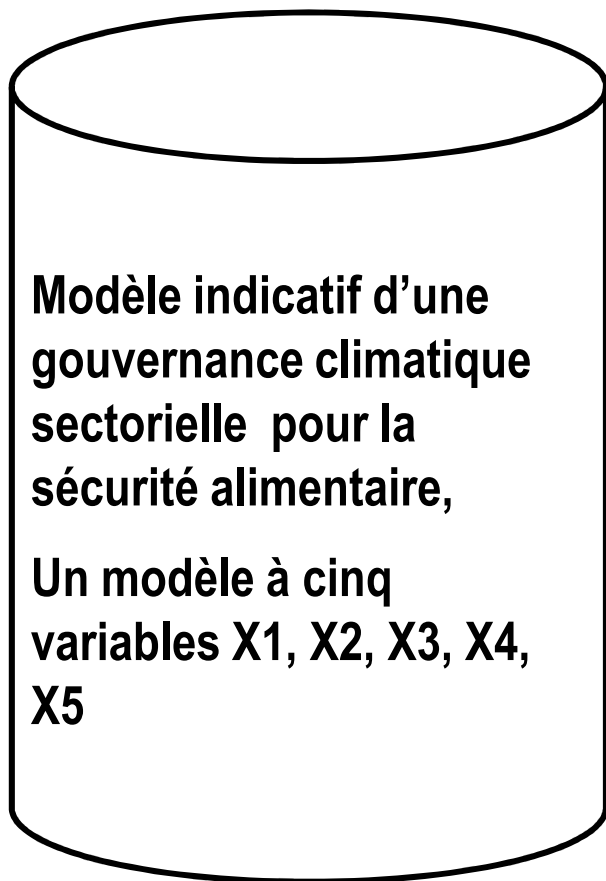 Modèle indicatif d’une
gouvernance climatique
sectorielle pour la
sécurité alimentaire,
Un modèle à cinq
variables X1, X2, X3, X4,
X5